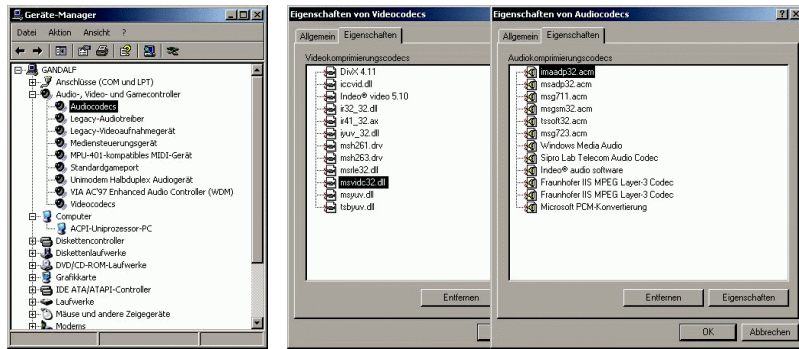 Geräte-Manager
Datei Aktion Ansicht ?
GANDALF
Anschlüsse (COM und LPT)
Audio-, Video- und Gamecontroller
Audiocodecs
Legacy-Audiotreiber
Legacy-Videoaufnahmegerät
Mediensteuerungsgerät
MPU-401-kompatibles MIDI-Gerät
Standardgameport
Unimodem Halbduplex Audiogerät
VIA AC'97 Enhanced Audio Controller (WDM)
Videocodecs
Computer
ACPI-Uniprozessor-PC
Diskettencontroller
Diskettenlaufwerke
DVD/CD-ROM-Laufwerke
Grafikkarte
IDE ATA/ATAPI-Controller
Laufwerke
Mäuse und andere Zeigegeräte
Modems
Eigenschaften von Videocodecs
Allgemein Eigenschaften
Videokomprimierungscodecs
DivX 4.11
iccvid.dll
Indeo® video 5.10
ir32_32.dll
ir41_32.ax
iyuv_32.dll
msh261.drv
msh263.drv
msrle32.dll
msvidc32.dll
msyuv.dll
tsbyuv.dll
Entfernen
Eigenschaften von Audiocodecs
Allgemein Eigenschaften
Audiokomprimierungscodecs
imaadp32.acm
msadp32.acm
msg711.acm
msgsm32.acm
tssoft32.acm
msg723.acm
Windows Media Audio
Sipro Lab Telecom Audio Codec
Indeo® audio software
Fraunhofer IIS MPEG Layer-3 Codec
Fraunhofer IIS MPEG Layer-3 Codec
Microsoft PCM-Konvertierung
Entfernen Eigenschaften
OK Abbrechen